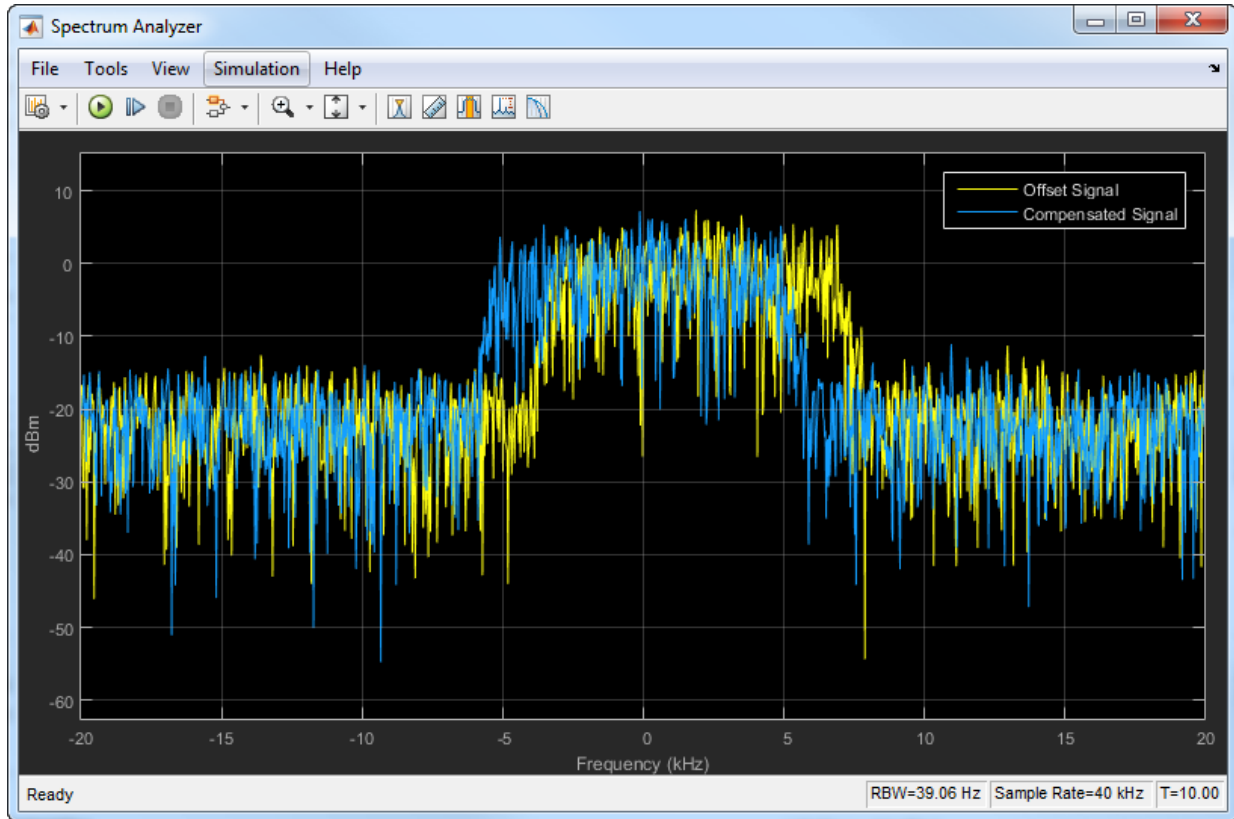 Spectrum Analyzer
File Tools View Simulation Help
Offset Signal
Compensated Signal
10
0
-10
-20
-30
-40
-50
-60
dBm
-20 -15 -10 -5 0 5 10 15 20
Frequency (kHz)
Ready RBW=39.06 Hz Sample Rate=40 kHz T=10.00